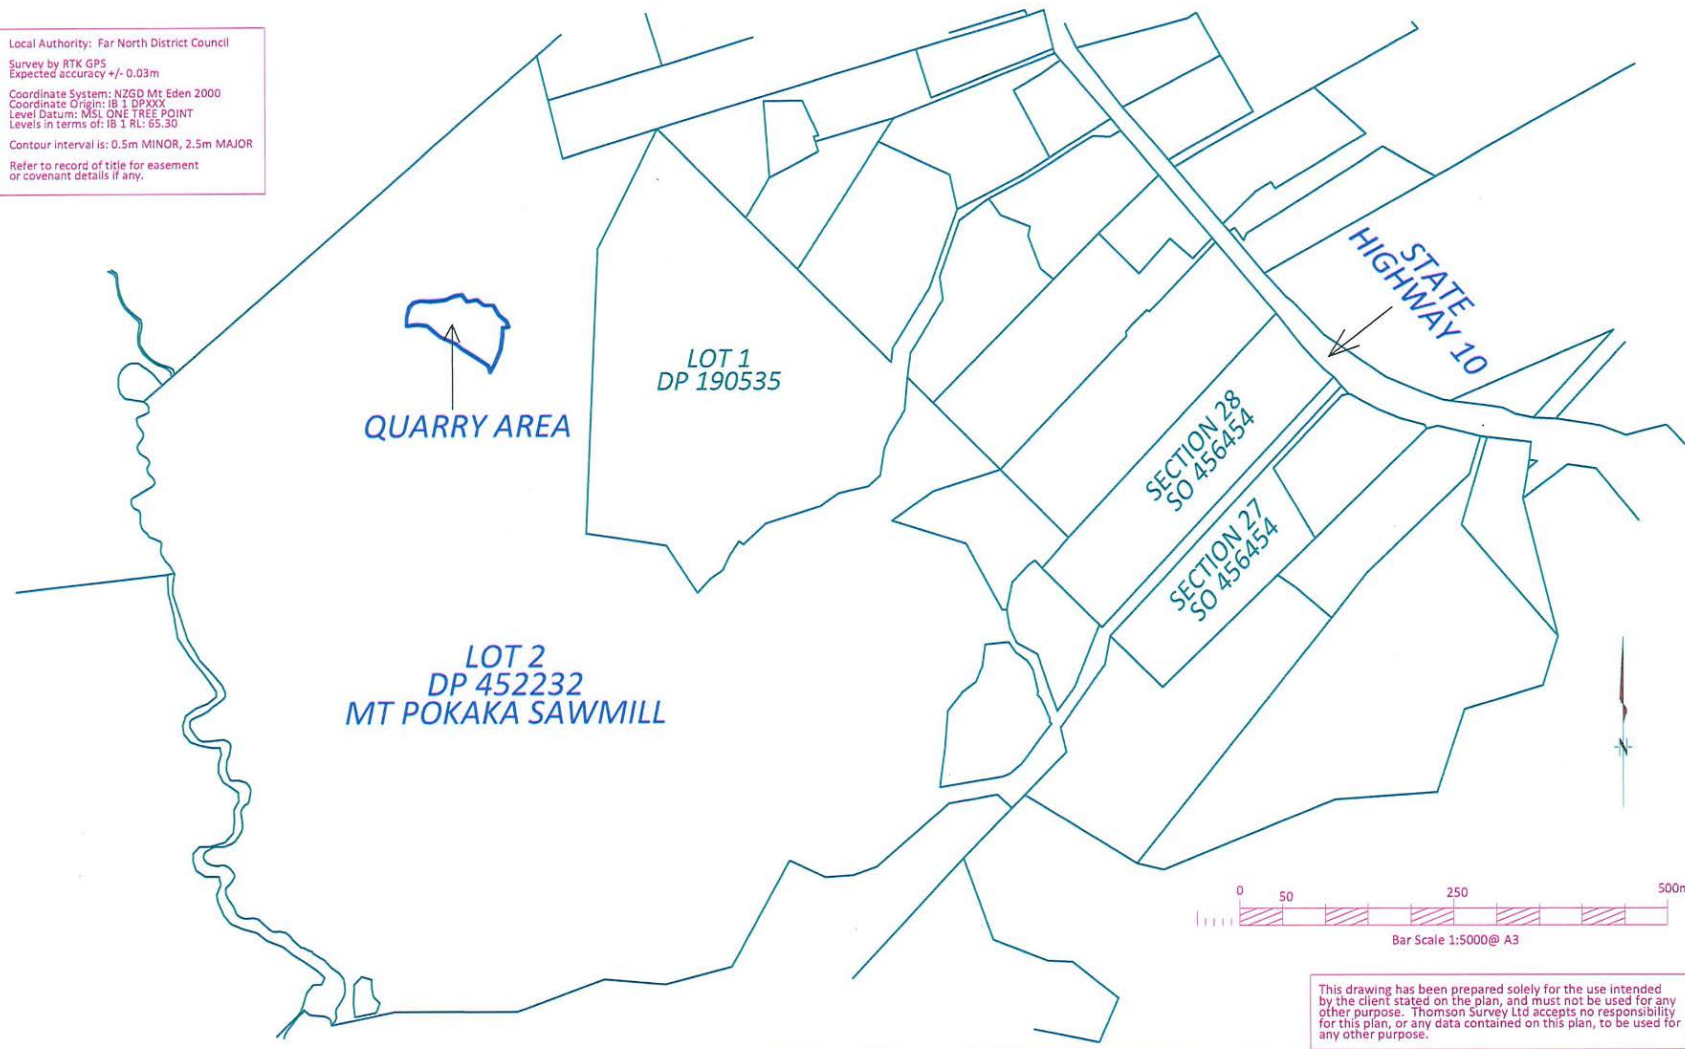 Local Authority: Far North District Council
Survey by RTK GPS
Expected accuracy +/- 0.03m
Coordinate System: NZGD Mt Eden 2000
Coordinate Origin: IB 1 DPXXX
Level Datum: MSL ONE TREE POINT
Levels in terms of: IB 1 RL: 65.30
Contour interval is: 0.5m MINOR, 2.5m MAJOR
Refer to record of title for easement
or covenant details if any.
STATE
HIGHWAY 10
LOT 1
DP 190535
QUARRY AREA
SECTION 28
SO 456454
SECTION 27
SO 456454
LOT 2
DP 452232
MT POKAKA SAWMILL
N
0 50 250 500m
Bar Scale 1:5000@ A3
This drawing has been prepared solely for the use intended
by the client stated on the plan, and must not be used for any
other purpose. Thomson Survey Ltd accepts no responsibility
for this plan, or any data contained on this plan, to be used for
any other purpose.